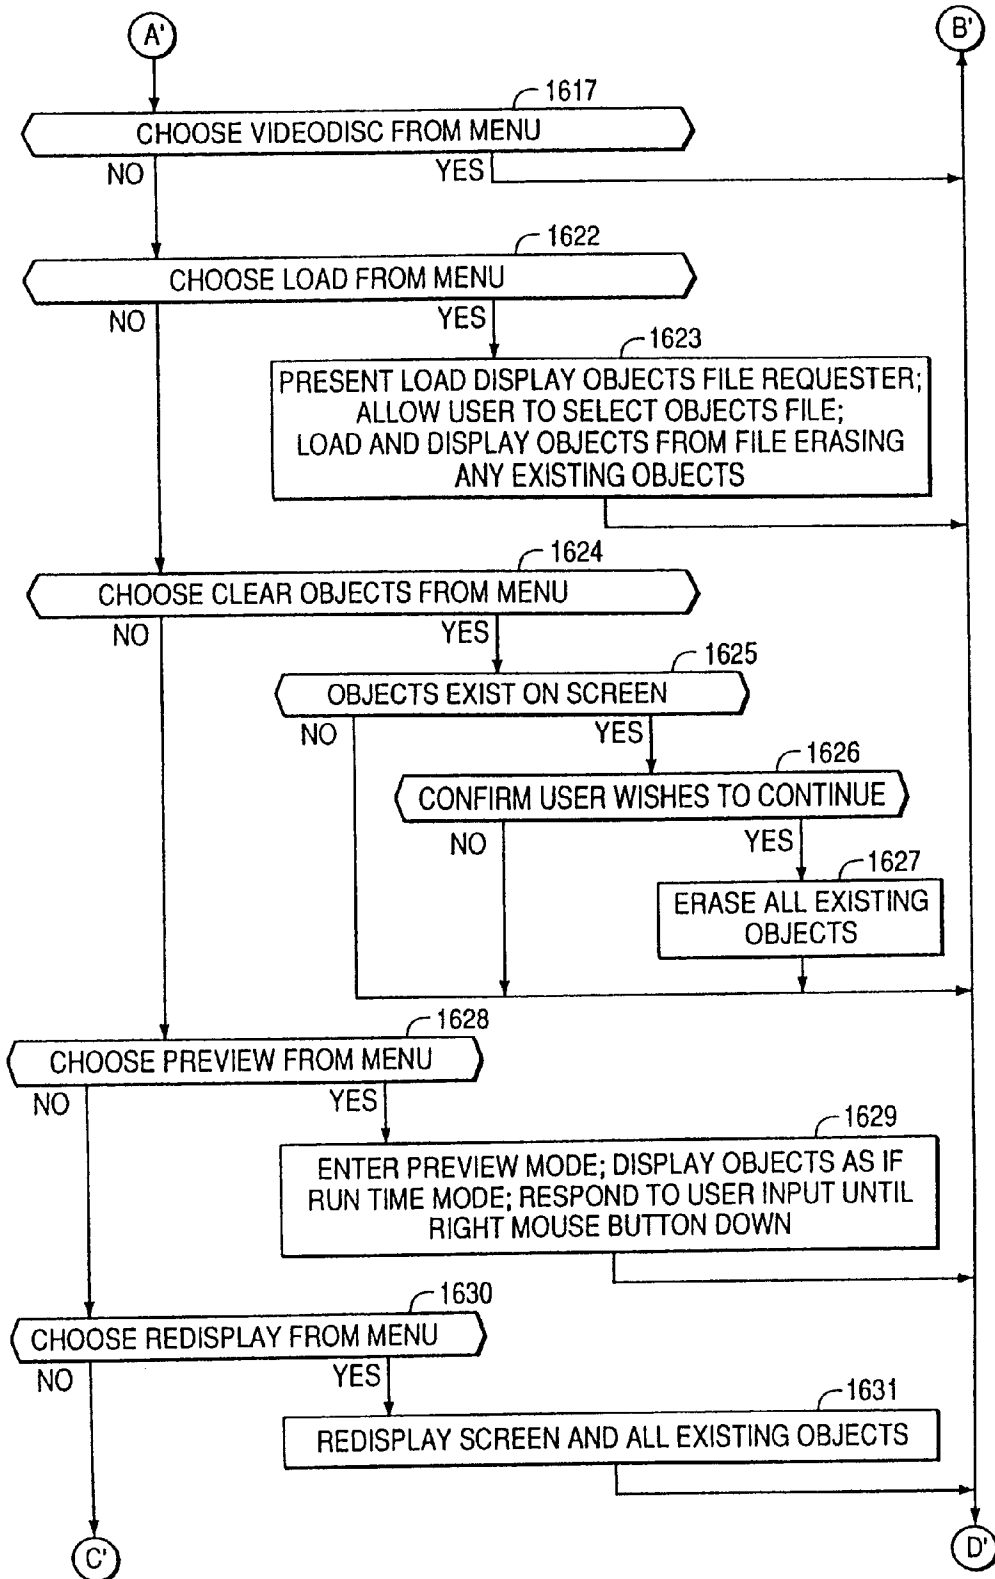 A'
B'
1617
CHOOSE VIDEODISC FROM MENU
NO
YES
1622
CHOOSE LOAD FROM MENU
NO
YES
1623
PRESENT LOAD DISPLAY OBJECTS FILE REQUESTER;
ALLOW USER TO SELECT OBJECTS FILE;
LOAD AND DISPLAY OBJECTS FROM FILE ERASING
ANY EXISTING OBJECTS
1624
CHOOSE CLEAR OBJECTS FROM MENU
NO
YES
1625
OBJECTS EXIST ON SCREEN
NO
YES
1626
CONFIRM USER WISHES TO CONTINUE
NO
YES
1627
ERASE ALL EXISTING
OBJECTS
1628
CHOOSE PREVIEW FROM MENU
NO
YES
1629
ENTER PREVIEW MODE; DISPLAY OBJECTS AS IF
RUN TIME MODE; RESPOND TO USER INPUT UNTIL
RIGHT MOUSE BUTTON DOWN
1630
CHOOSE REDISPLAY FROM MENU
NO
YES
1631
REDISPLAY SCREEN AND ALL EXISTING OBJECTS
C'
D'